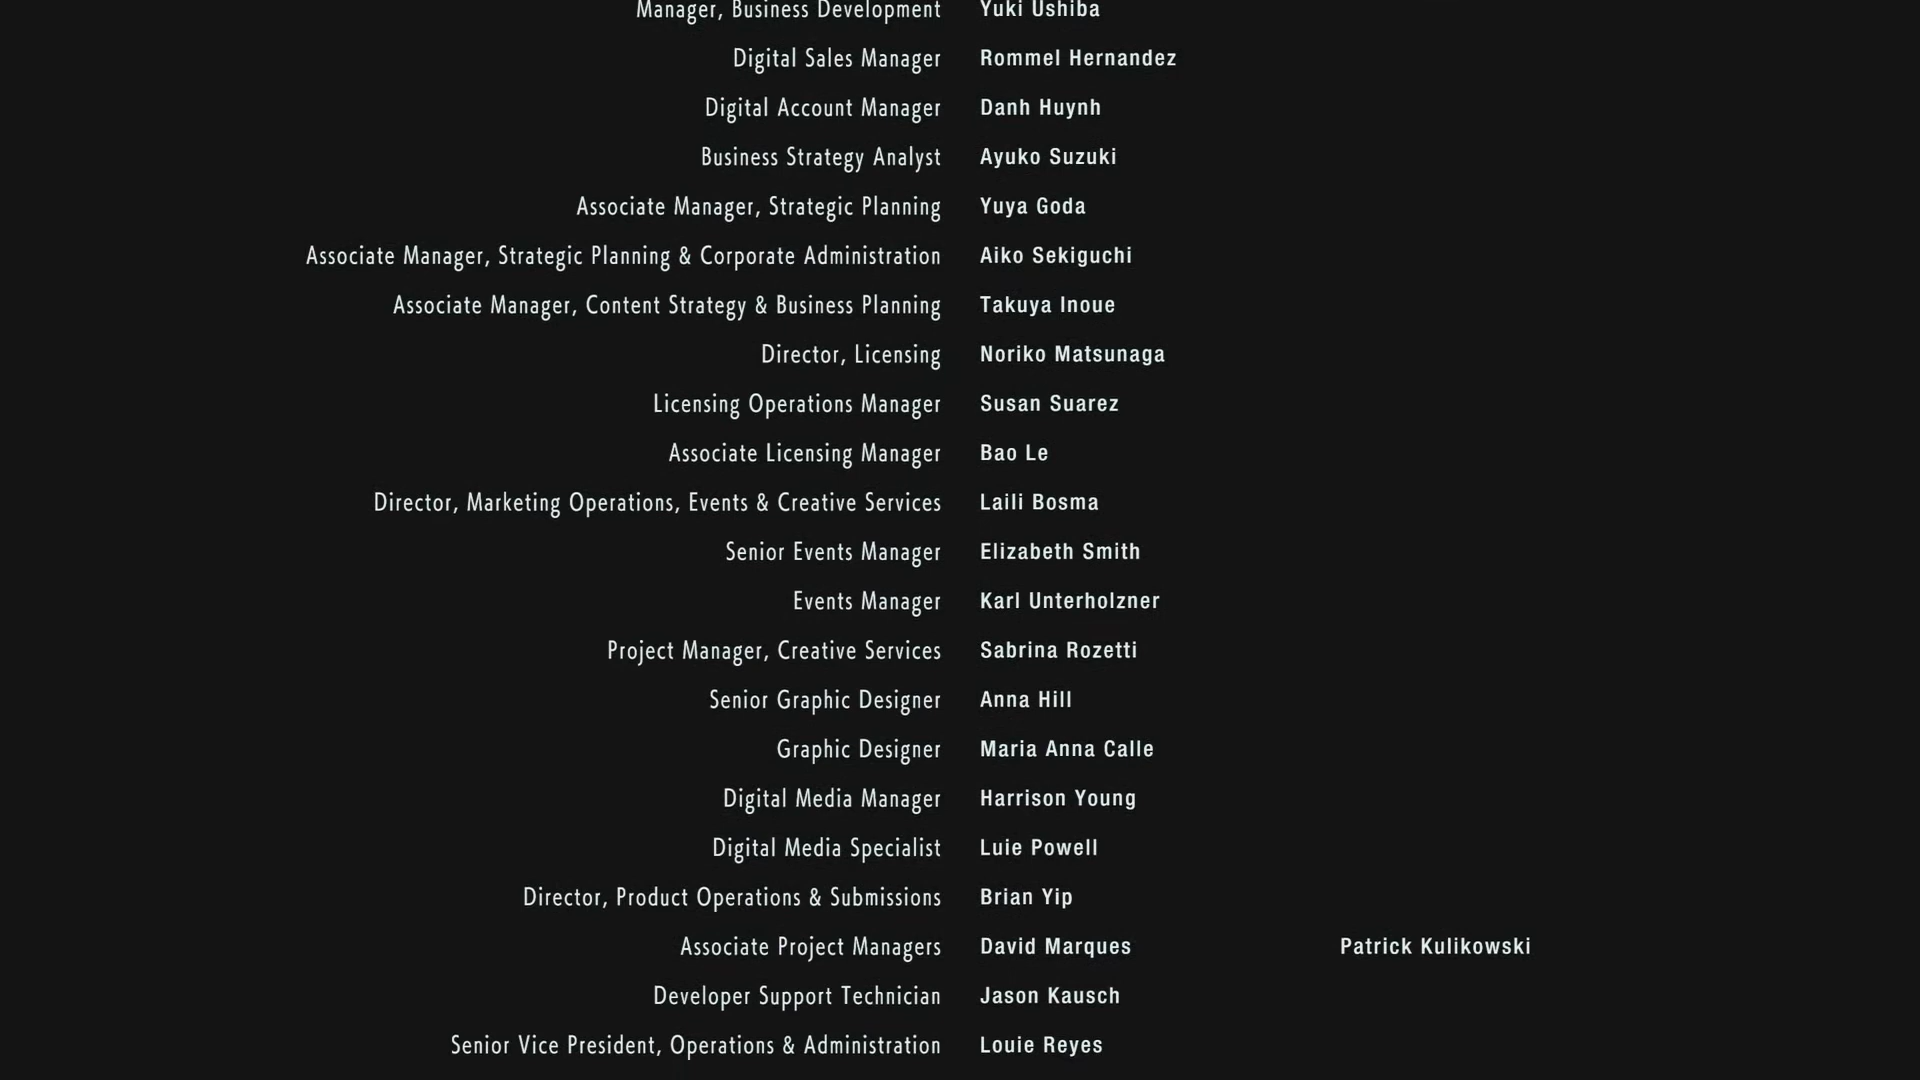 Manager, Business Development Yuki Ushiba
Digital Sales Manager Rommel Hernandez
Digital Account Manager Danh Huynh
Business Strategy Analyst Ayuko Suzuki
Associate Manager, Strategic Planning Yuya Goda
Associate Manager, Strategic Planning & Corporate Administration Aiko Sekiguchi
Associate Manager, Content Strategy & Business Planning Takuya Inoue
Director, Licensing Noriko Matsunaga
Licensing Operations Manager Susan Suarez
Associate Licensing Manager Bao Le
Director, Marketing Operations, Events & Creative Services Laili Bosma
Senior Events Manager Elizabeth Smith
Events Manager Karl Unterholzner
Project Manager, Creative Services Sabrina Rozetti
Senior Graphic Designer Anna Hill
Graphic Designer Maria Anna Calle
Digital Media Manager Harrison Young
Digital Media Specialist Luie Powell
Director, Product Operations & Submissions Brian Yip
Associate Project Managers David Marques Patrick Kulikowski
Developer Support Technician Jason Kausch
Senior Vice President, Operations & Administration Louie Reyes